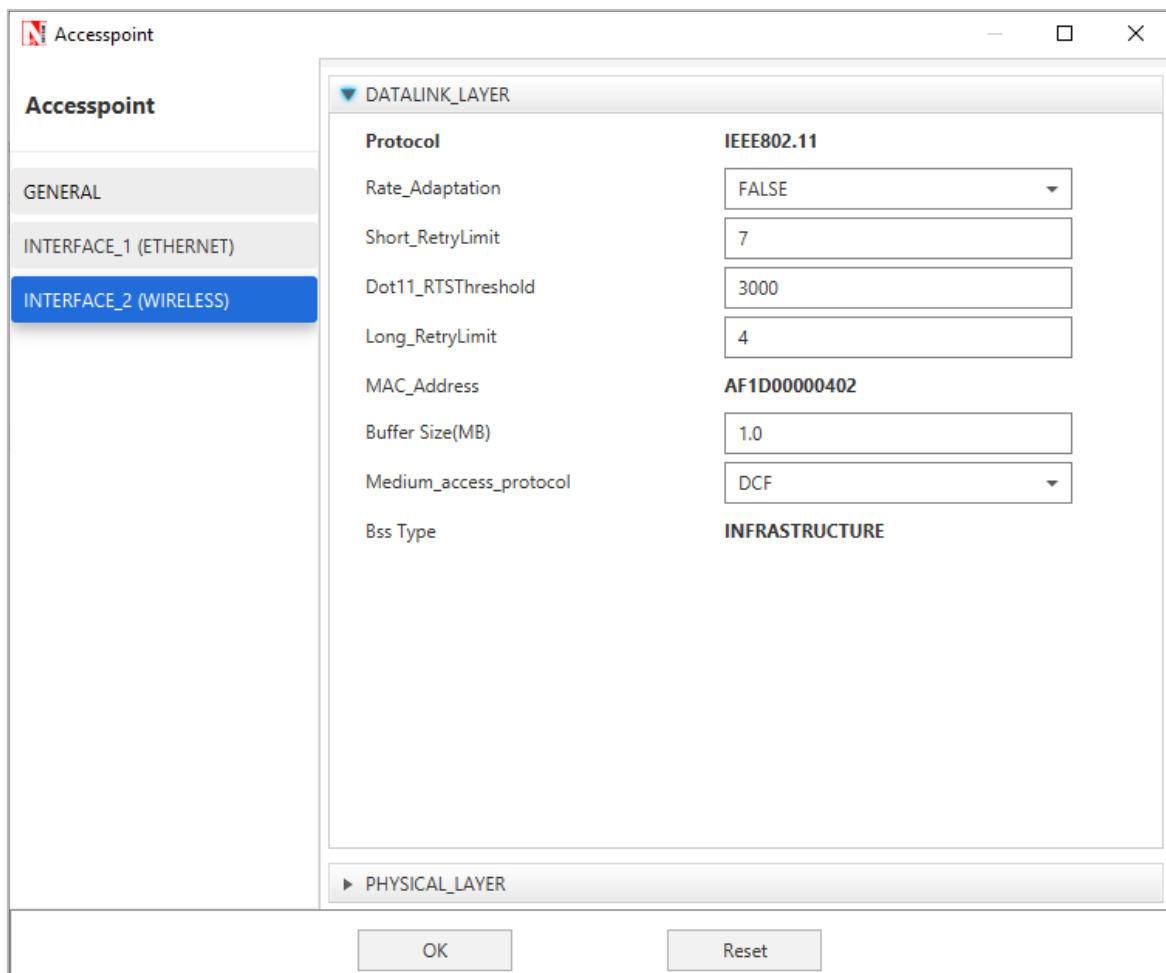 Accesspoint
Accesspoint
GENERAL
INTERFACE_1 (ETHERNET)
INTERFACE_2 (WIRELESS)
DATALINK_LAYER
Protocol IEEE802.11
Rate_Adaptation FALSE
Short_RetryLimit 7
Dot11_RTSThreshold 3000
Long_RetryLimit 4
MAC_Address AF1D00000402
Buffer Size(MB) 1.0
Medium_access_protocol DCF
Bss Type INFRASTRUCTURE
PHYSICAL_LAYER
OK Reset